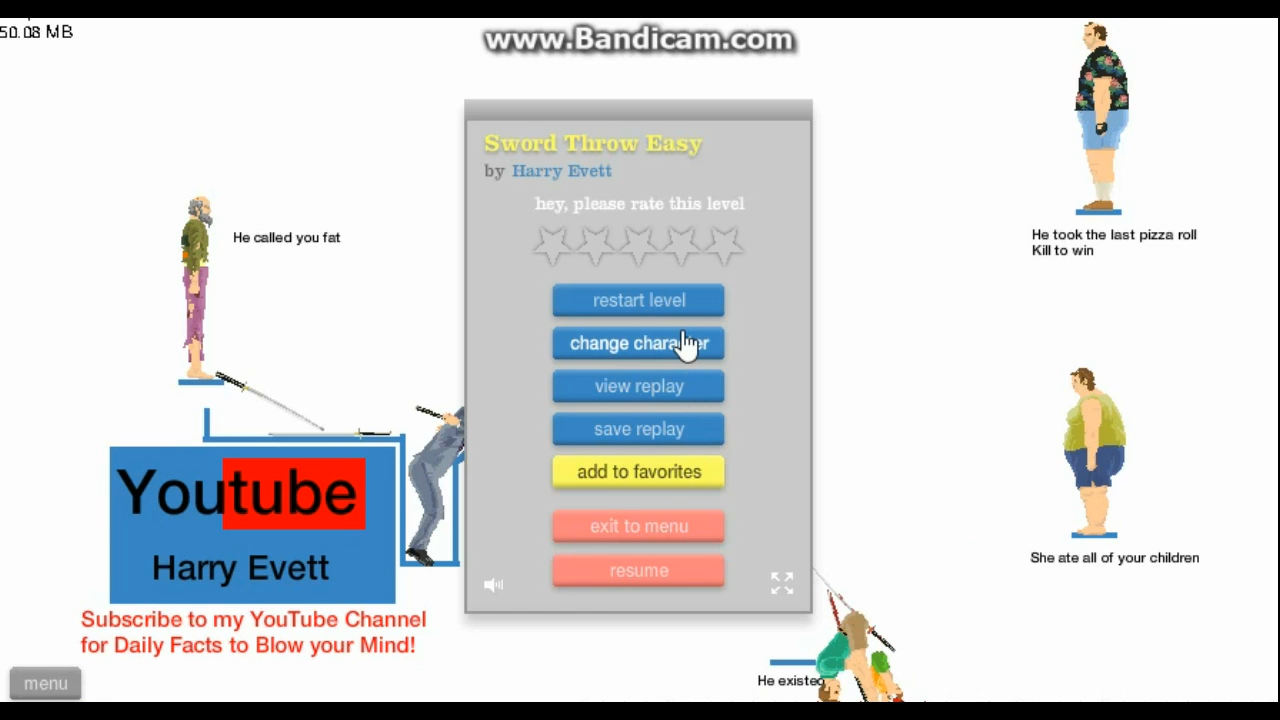 50.08 MB
www.Bandicam.com
Sword Throw Easy
by Harry Evett
hey, please rate this level
restart level
change character
view replay
save replay
add to favorites
exit to menu
resume
He called you fat
He took the last pizza roll
Kill to win
She ate all of your children
Youtube
Harry Evett
Subscribe to my YouTube Channel
for Daily Facts to Blow your Mind!
He existed
menu